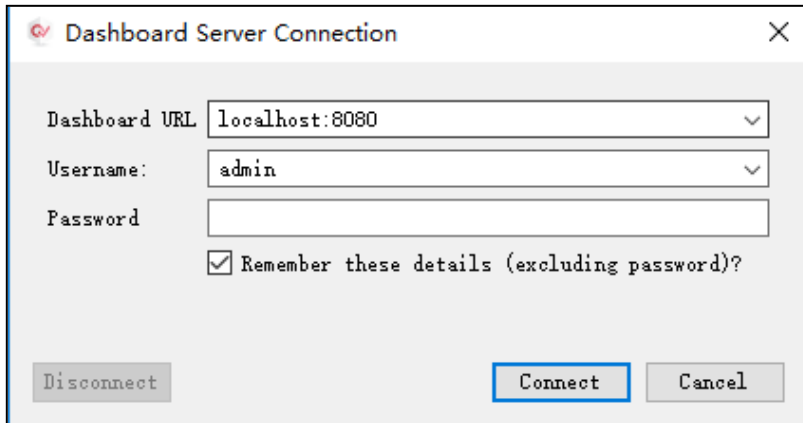 Dashboard Server Connection
Dashboard URL localhost:8080
Username: admin
Password
Remember these details (excluding password)?
Disconnect Connect Cancel